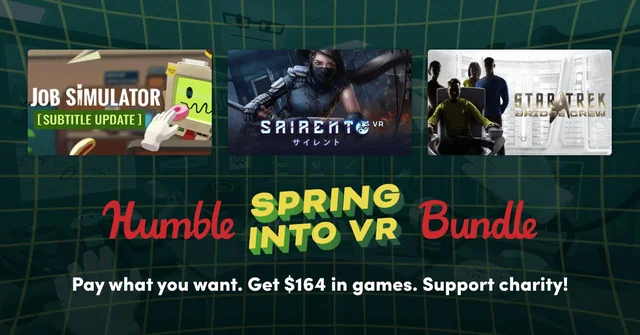 JOB SIMULATOR
[SUBTITLE UPDATE]
SAIRENTO VR
サイレント
STAR TREK
BRIDGE CREW
Humble SPRING INTO VR Bundle
Pay what you want. Get $164 in games. Support charity!